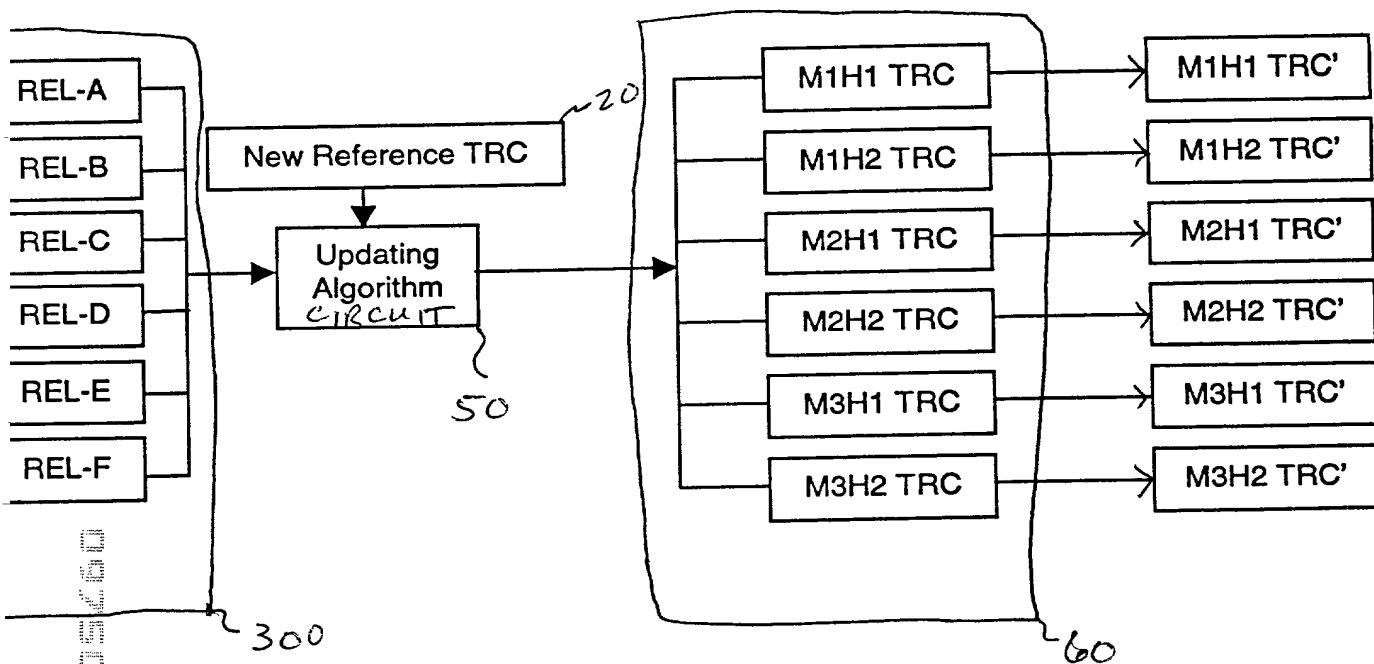 REL-A
REL-B
REL-C
REL-D
REL-E
REL-F
300
New Reference TRC
20
Updating
Algorithm
CIRCUIT
50
M1H1 TRC
M1H2 TRC
M2H1 TRC
M2H2 TRC
M3H1 TRC
M3H2 TRC
60
M1H1 TRC'
M1H2 TRC'
M2H1 TRC'
M2H2 TRC'
M3H1 TRC'
M3H2 TRC'